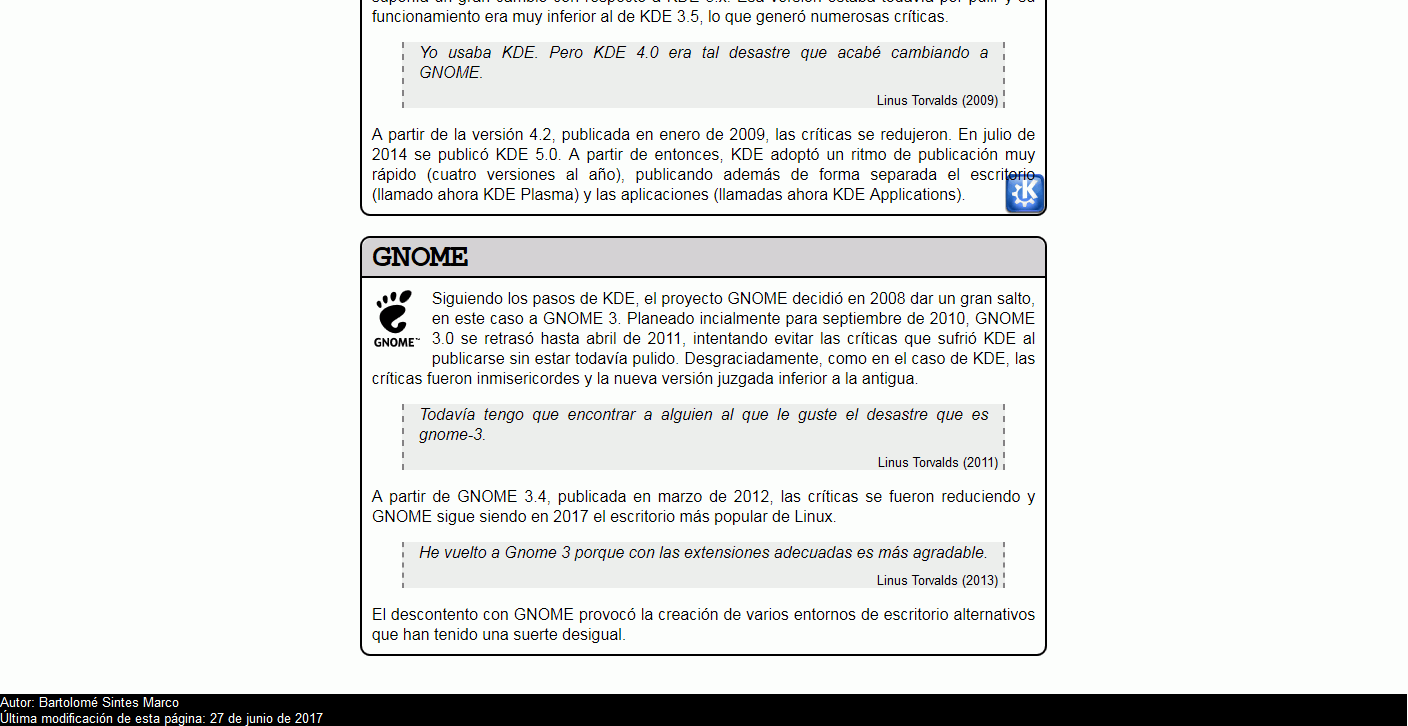 funcionamiento era muy inferior al de KDE 3.5, lo que generó numerosas críticas.
Yo usaba KDE. Pero KDE 4.0 era tal desastre que acabé cambiando a
GNOME.
Linus Torvalds (2009)
A partir de la versión 4.2, publicada en enero de 2009, las críticas se redujeron. En julio de
2014 se publicó KDE 5.0. A partir de entonces, KDE adoptó un ritmo de publicación muy
rápido (cuatro versiones al año), publicando además de forma separada el escritorio
(llamado ahora KDE Plasma) y las aplicaciones (llamadas ahora KDE Applications).
K
GNOME
GNOME™
Siguiendo los pasos de KDE, el proyecto GNOME decidió en 2008 dar un gran salto,
en este caso a GNOME 3. Planeado incialmente para septiembre de 2010, GNOME
3.0 se retrasó hasta abril de 2011, intentando evitar las críticas que sufrió KDE al
publicarse sin estar todavía pulido. Desgraciadamente, como en el caso de KDE, las
críticas fueron inmisericordes y la nueva versión juzgada inferior a la antigua.
Todavía tengo que encontrar a alguien al que le guste el desastre que es
gnome-3.
Linus Torvalds (2011)
A partir de GNOME 3.4, publicada en marzo de 2012, las críticas se fueron reduciendo y
GNOME sigue siendo en 2017 el escritorio más popular de Linux.
He vuelto a Gnome 3 porque con las extensiones adecuadas es más agradable.
Linus Torvalds (2013)
El descontento con GNOME provocó la creación de varios entornos de escritorio alternativos
que han tenido una suerte desigual.
Autor: Bartolomé Sintes Marco
Última modificación de esta página: 27 de junio de 2017